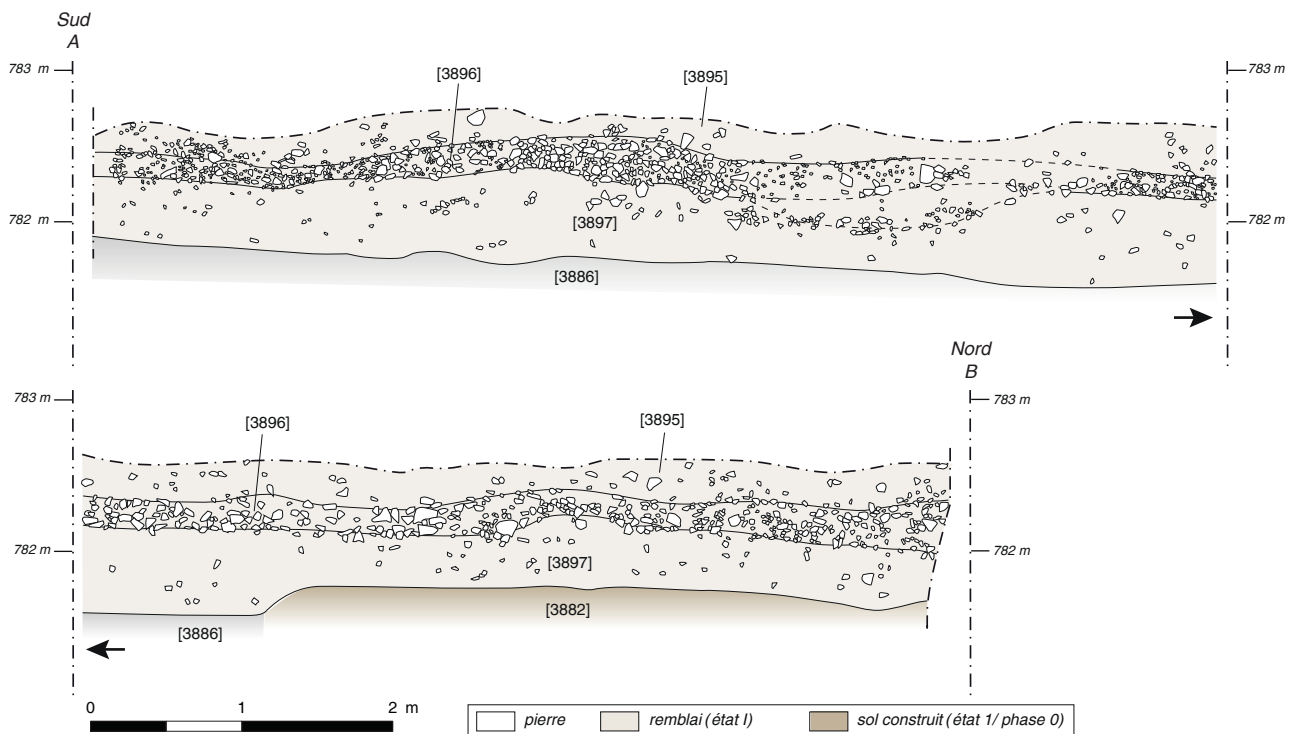 Sud
A
783 m
783 m
[3896]
[3895]
782 m
[3897]
782 m
[3886]
Nord
B
783 m
783 m
[3896]
[3895]
782 m
[3897]
782 m
[3882]
[3886]
0 1 2 m
pierre remblai (état I) sol construit (état 1/ phase 0)